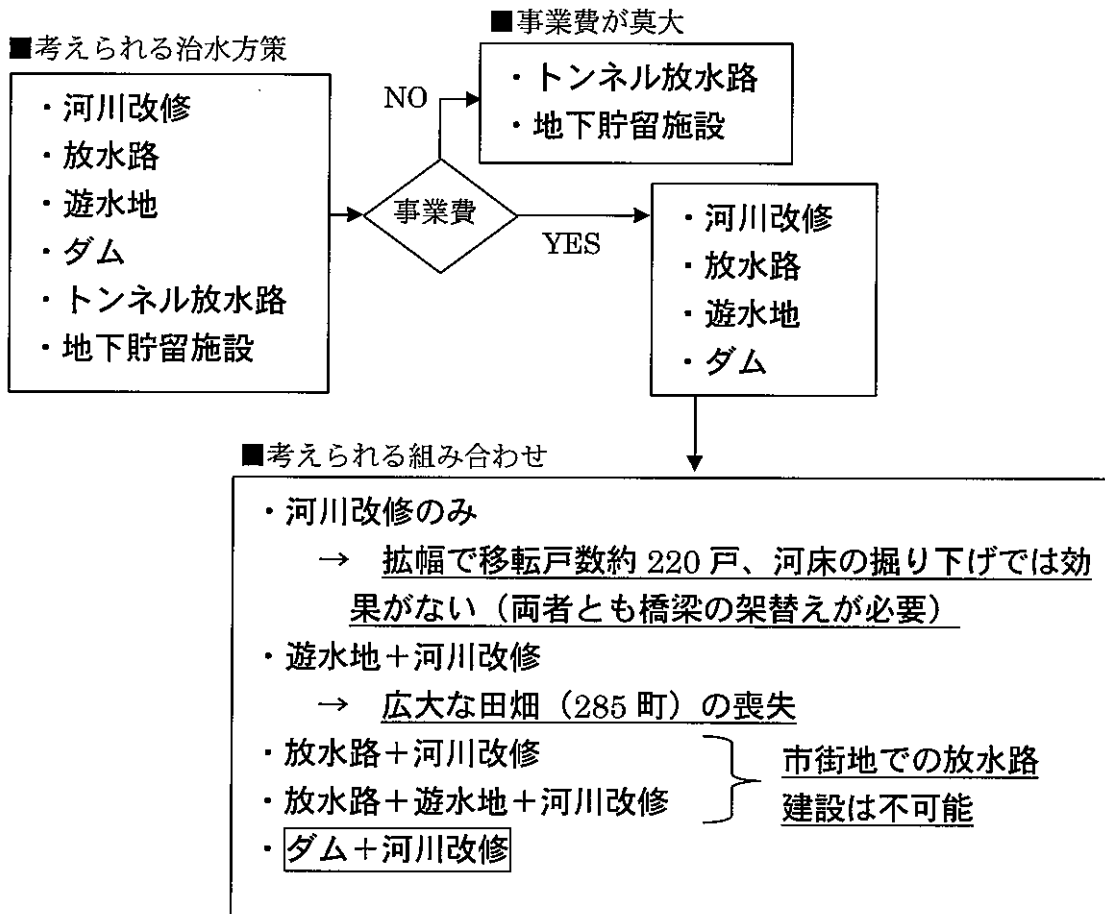 ■考えられる治水方策
・河川改修
・放水路
・遊水地
・ダム
・トンネル放水路
・地下貯留施設
事業費
NO
■事業費が莫大
・トンネル放水路
・地下貯留施設
YES
・河川改修
・放水路
・遊水地
・ダム
■考えられる組み合わせ
・河川改修のみ
→ 拡幅で移転戸数約 220 戸、河床の掘り下げでは効
果がない（両者とも橋梁の架替えが必要）
・遊水地＋河川改修
→ 広大な田畑（285 町）の喪失
・放水路＋河川改修
・放水路＋遊水地＋河川改修
市街地での放水路
建設は不可能
・ダム＋河川改修